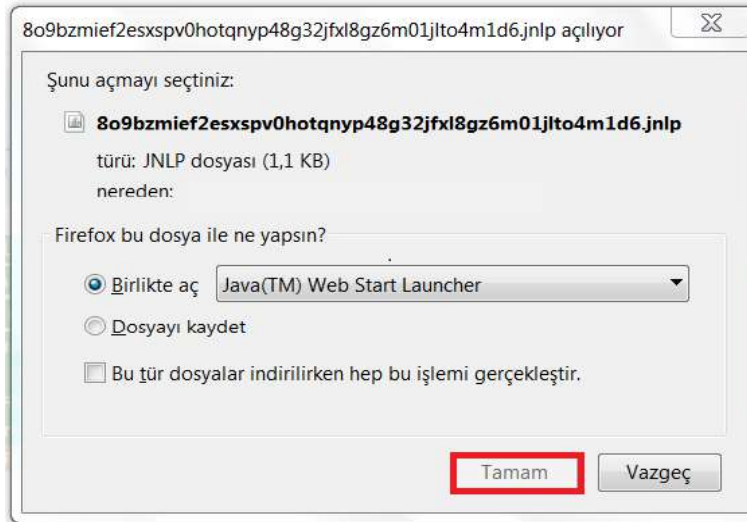 8o9bzmief2esxspv0hotqnyp48g32jfxl8gz6m01jlto4m1d6.jnlp açılıyor
Şunu açmayı seçtiniz:
8o9bzmief2esxspv0hotqnyp48g32jfxl8gz6m01jlto4m1d6.jnlp
türü: JNLP dosyası (1,1 KB)
nereden:
Firefox bu dosya ile ne yapsın?
Birlikte aç Java(TM) Web Start Launcher
Dosyayı kaydet
Bu tür dosyalar indirilirken hep bu işlemi gerçekleştir.
Tamam Vazgeç